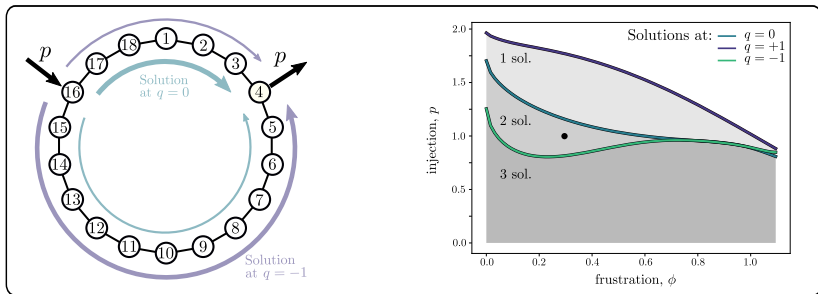 p
p
1
2
3
4
5
6
7
8
9
10
11
12
13
14
15
16
17
18
Solution
at q = 0
Solution
at q = −1
injection, p
2.0
1.5
1.0
0.5
0.0
Solutions at:
q = 0
q = +1
q = −1
1 sol.
2 sol.
3 sol.
0.0 0.2 0.4 0.6 0.8 1.0
frustration, ϕ